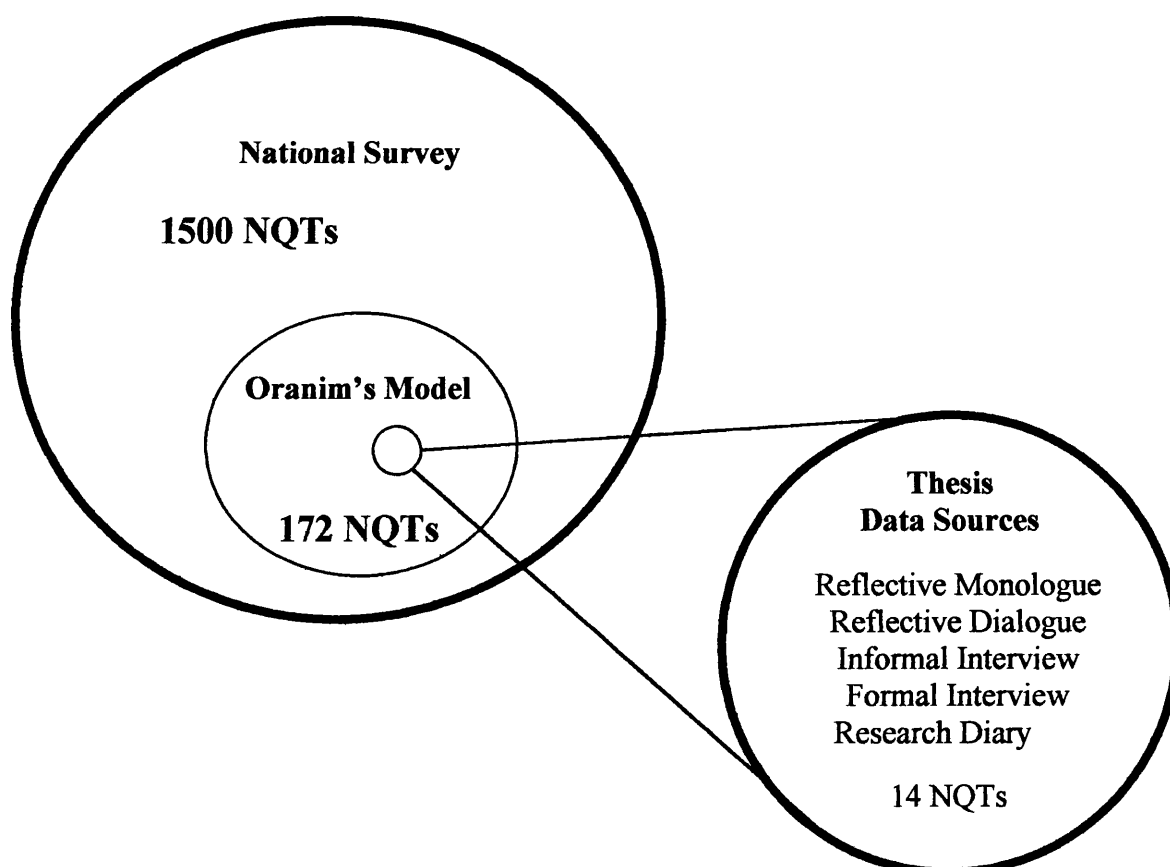 National Survey
1500 NQTs
Oranim's Model
172 NQTs
Thesis
Data Sources
Reflective Monologue
Reflective Dialogue
Informal Interview
Formal Interview
Research Diary
14 NQTs